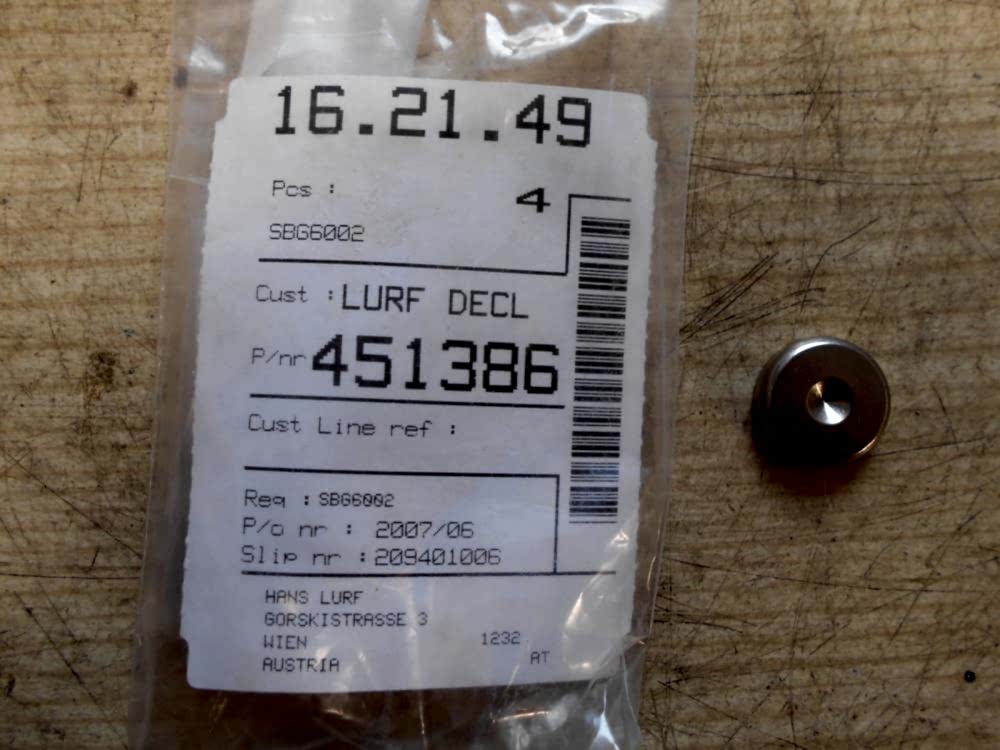 16.21.49
Pcs : 4
SBG6002
Cust :LURF DECL
P/nr 451386
Cust Line ref :
Req : SBG6002
P/o nr : 2007/06
Slip nr :209401006
HANS LURF
GORSKISTRASSE 3
WIEN 1232
AUSTRIA AT